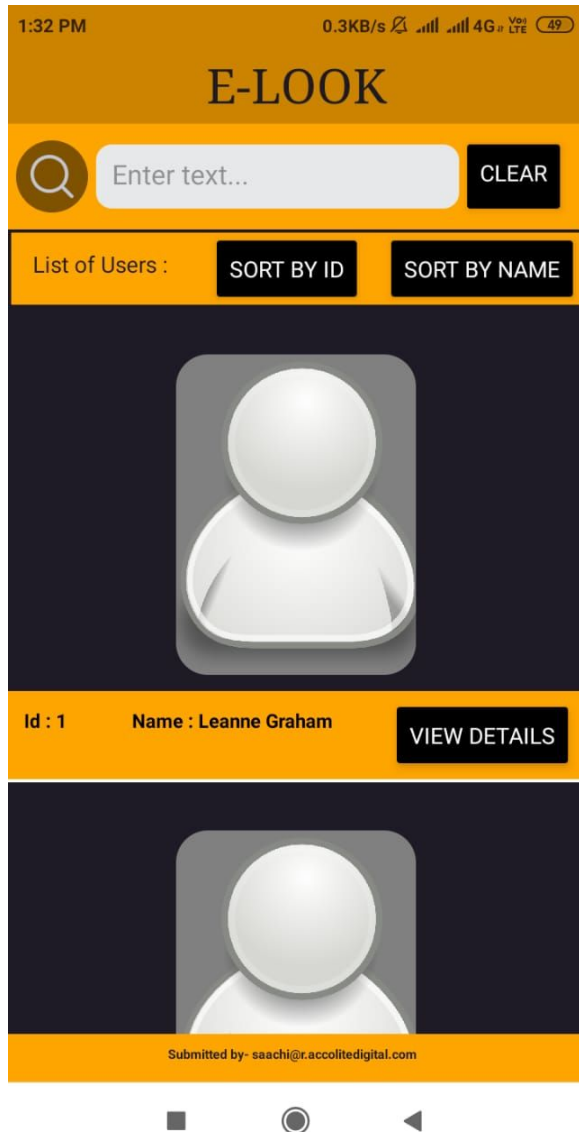 1:32 PM 0.3KB/s 4G VoLTE 49
E-LOOK
Enter text... CLEAR
List of Users : SORT BY ID SORT BY NAME
Id : 1 Name : Leanne Graham VIEW DETAILS
Submitted by- saachi@r.accolitedigital.com